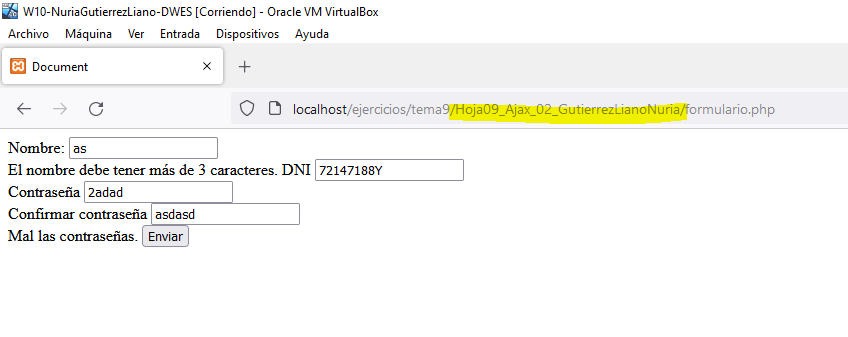 W10-NuriaGutierrezLiano-DWES [Corriendo] - Oracle VM VirtualBox
Archivo Máquina Ver Entrada Dispositivos Ayuda
Document
localhost/ejercicios/tema9/Hoja09_Ajax_02_GutierrezLianoNuria/formulario.php
Nombre: as
El nombre debe tener más de 3 caracteres. DNI 72147188Y
Contraseña 2adad
Confirmar contraseña asdasd
Mal las contraseñas. Enviar